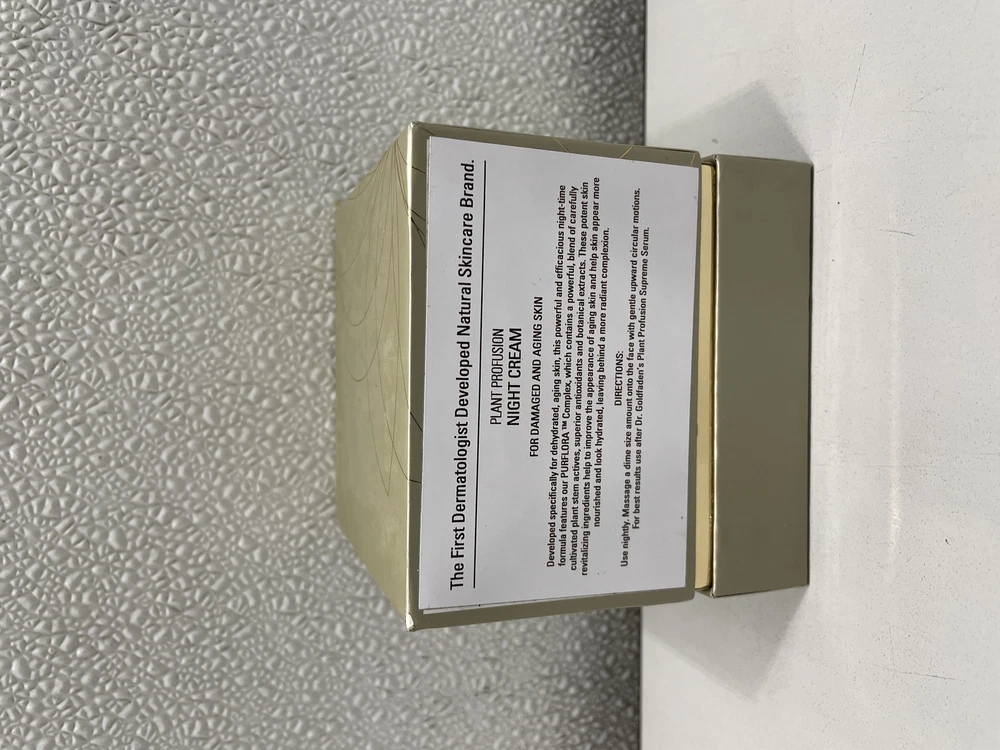 The First Dermatologist Developed Natural Skincare Brand.
PLANT PROFUSION
NIGHT CREAM
FOR DAMAGED AND AGING SKIN
Developed specifically for dehydrated, aging skin, this powerful and efficacious night-time
formula features our PURFLORA™ Complex, which contains a powerful, blend of carefully
cultivated plant stem actives, superior antioxidants and botanical extracts. These potent skin
revitalizing ingredients help to improve the appearance of aging skin and help skin appear more
nourished and look hydrated, leaving behind a more radiant complexion.
DIRECTIONS:
Use nightly. Massage a dime size amount onto the face with gentle upward circular motions.
For best results use after Dr. Goldfaden's Plant Profusion Supreme Serum.